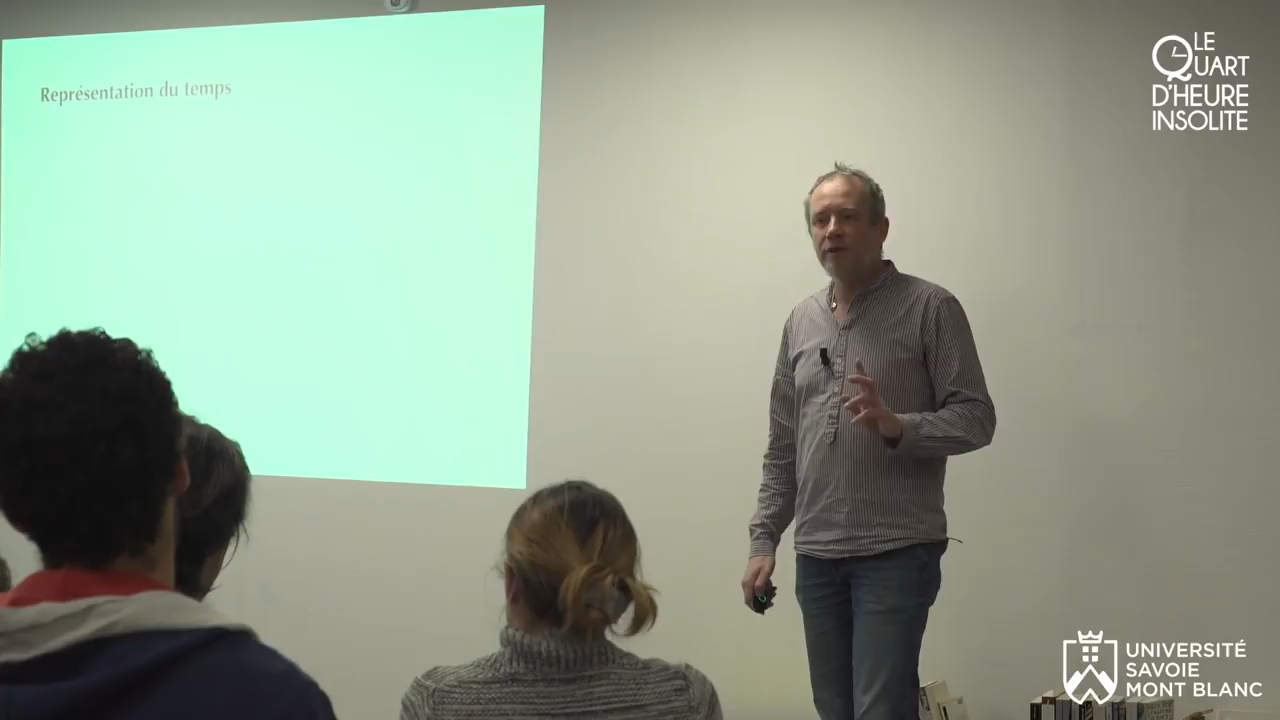 Représentation du temps
LE
QUART
D'HEURE
INSOLITE
UNIVERSITÉ
SAVOIE
MONT BLANC